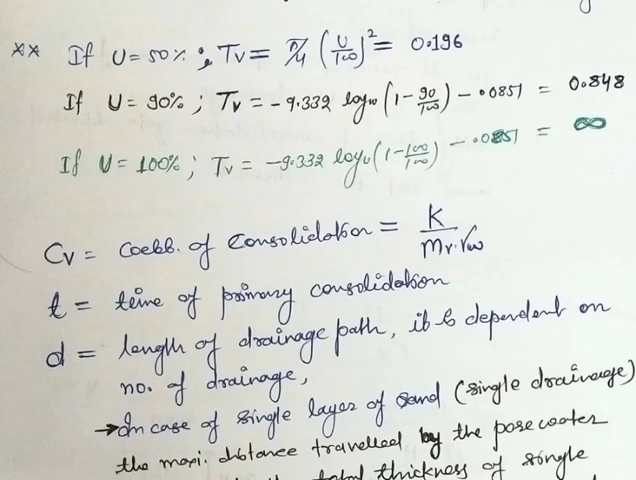 ** If U = 50% ; Tv = π/4 (U/100)² = 0.196
If U = 90% ; Tv = -9.332 log₁₀ (1 - 90/100) - .0851 = 0.848
If U = 100% ; Tv = -9.332 log₁₀ (1 - 100/100) - .0851 = ∞
Cv = Coeff. of Consolidation = K / Mv.γw
t = time of primary consolidation
d = length of drainage path, it is dependent on
no. of drainage,
→ In case of single layer of sand (single drainage)
the maxi. distance travelled by the pore water
total thickness of single